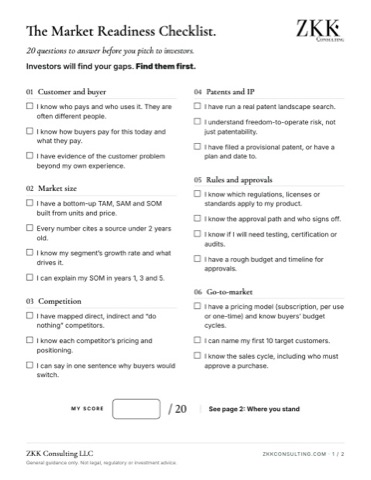 The Market Readiness Checklist.
ZKK
CONSULTING
20 questions to answer before you pitch to investors.
Investors will find your gaps. Find them first.
01 Customer and buyer
I know who pays and who uses it. They are
often different people.
I know how buyers pay for this today and
what they pay.
I have evidence of the customer problem
beyond my own experience.
02 Market size
I have a bottom-up TAM, SAM and SOM
built from units and price.
Every number cites a source under 2 years
old.
I know my segment's growth rate and what
drives it.
I can explain my SOM in years 1, 3 and 5.
03 Competition
I have mapped direct, indirect and "do
nothing" competitors.
I know each competitor's pricing and
positioning.
I can say in one sentence why buyers would
switch.
04 Patents and IP
I have run a real patent landscape search.
I understand freedom-to-operate risk, not
just patentability.
I have filed a provisional patent, or have a
plan and date to.
05 Rules and approvals
I know which regulations, licenses or
standards apply to my product.
I know the approval path and who signs off.
I know if I will need testing, certification or
audits.
I have a rough budget and timeline for
approvals.
06 Go-to-market
I have a pricing model (subscription, per use
or one-time) and know buyers' budget
cycles.
I can name my first 10 target customers.
I know the sales cycle, including who must
approve a purchase.
MY SCORE / 20 See page 2: Where you stand
ZKK Consulting LLC
ZKKCONSULTING.COM · 1 / 2
General guidance only. Not legal, regulatory or investment advice.